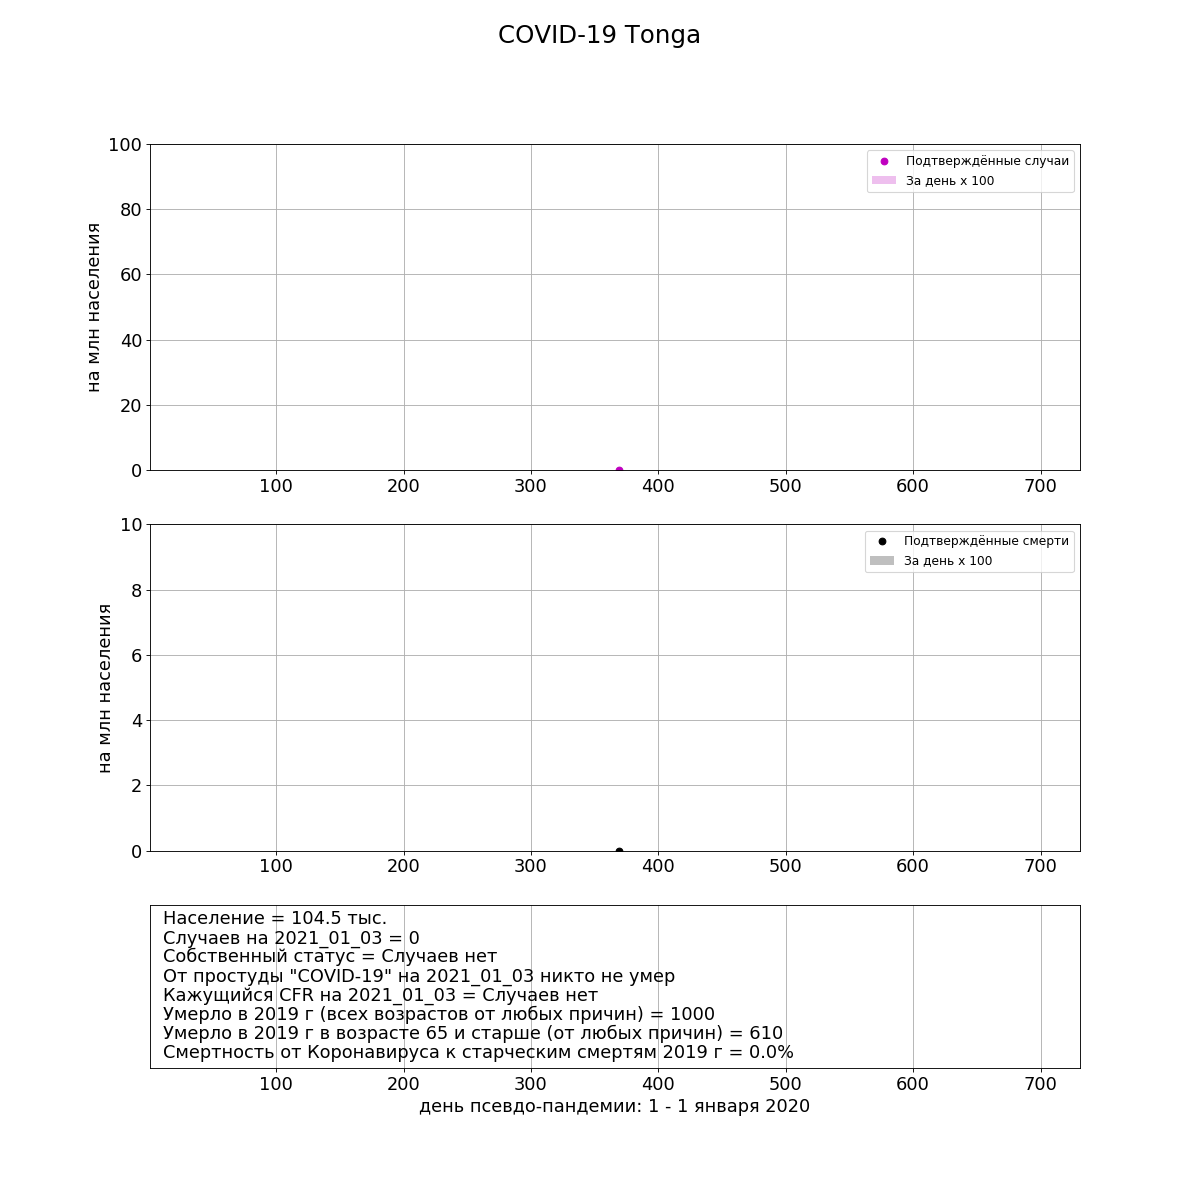 COVID-19 Tonga
на млн населения
100
80
60
40
20
0
Подтверждённые случаи
За день x 100
100 200 300 400 500 600 700
на млн населения
10
8
6
4
2
0
Подтверждённые смерти
За день x 100
100 200 300 400 500 600 700
Население = 104.5 тыс.
Случаев на 2021_01_03 = 0
Собственный статус = Случаев нет
От простуды "COVID-19" на 2021_01_03 никто не умер
Кажущийся CFR на 2021_01_03 = Случаев нет
Умерло в 2019 г (всех возрастов от любых причин) = 1000
Умерло в 2019 г в возрасте 65 и старше (от любых причин) = 610
Смертность от Коронавируса к старческим смертям 2019 г = 0.0%
100 200 300 400 500 600 700
день псевдо-пандемии: 1 - 1 января 2020